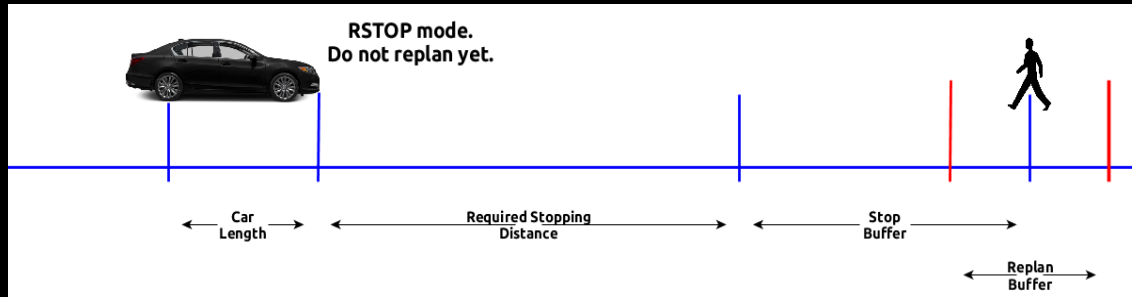 RSTOP mode.
Do not replan yet.
Car
Length
Required Stopping
Distance
Stop
Buffer
Replan
Buffer